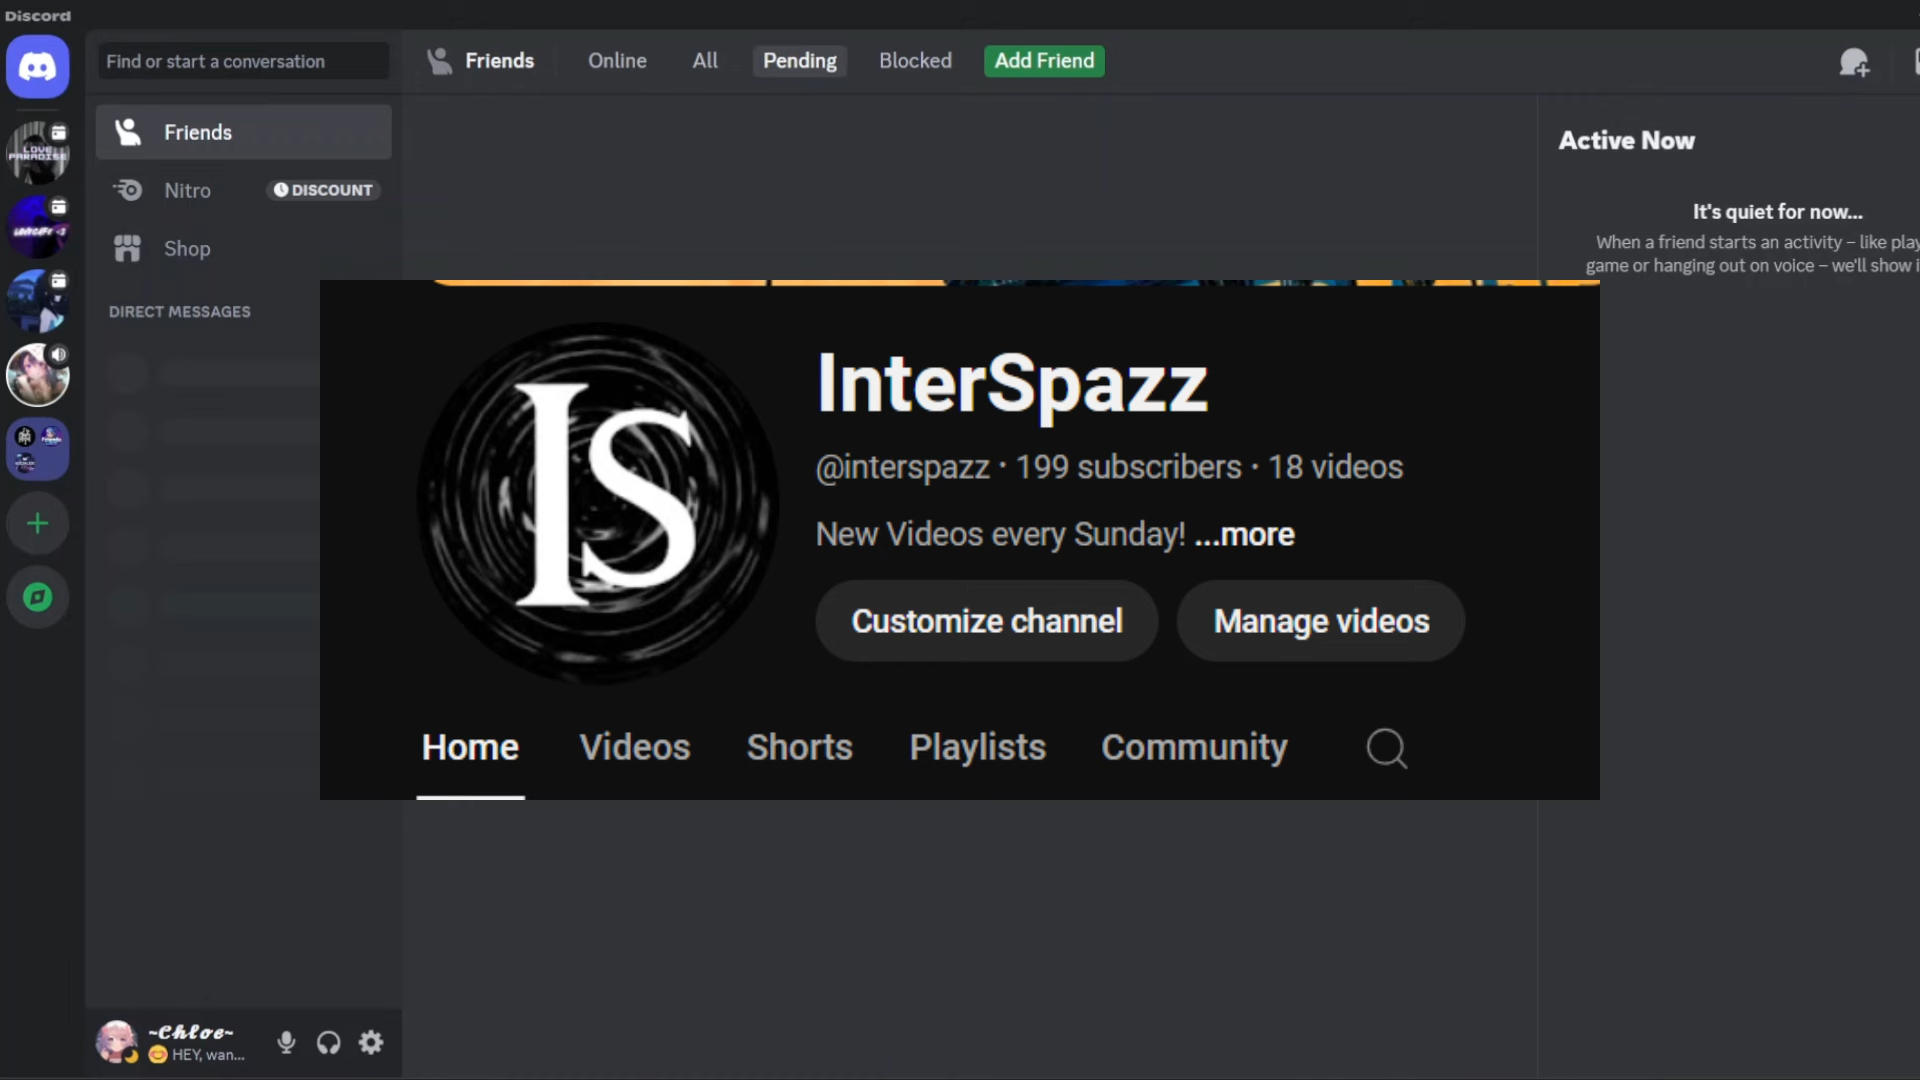 Discord
Find or start a conversation
Friends
Online
All
Pending
Blocked
Add Friend
LOVE
PARADISE
Friends
Nitro
DISCOUNT
Shop
DIRECT MESSAGES
Active Now
It's quiet for now...
When a friend starts an activity – like play
game or hanging out on voice – we'll show i
IS
InterSpazz
@interspazz · 199 subscribers · 18 videos
New Videos every Sunday! ...more
Customize channel
Manage videos
Home
Videos
Shorts
Playlists
Community
~Chloe~
HEY, wan...